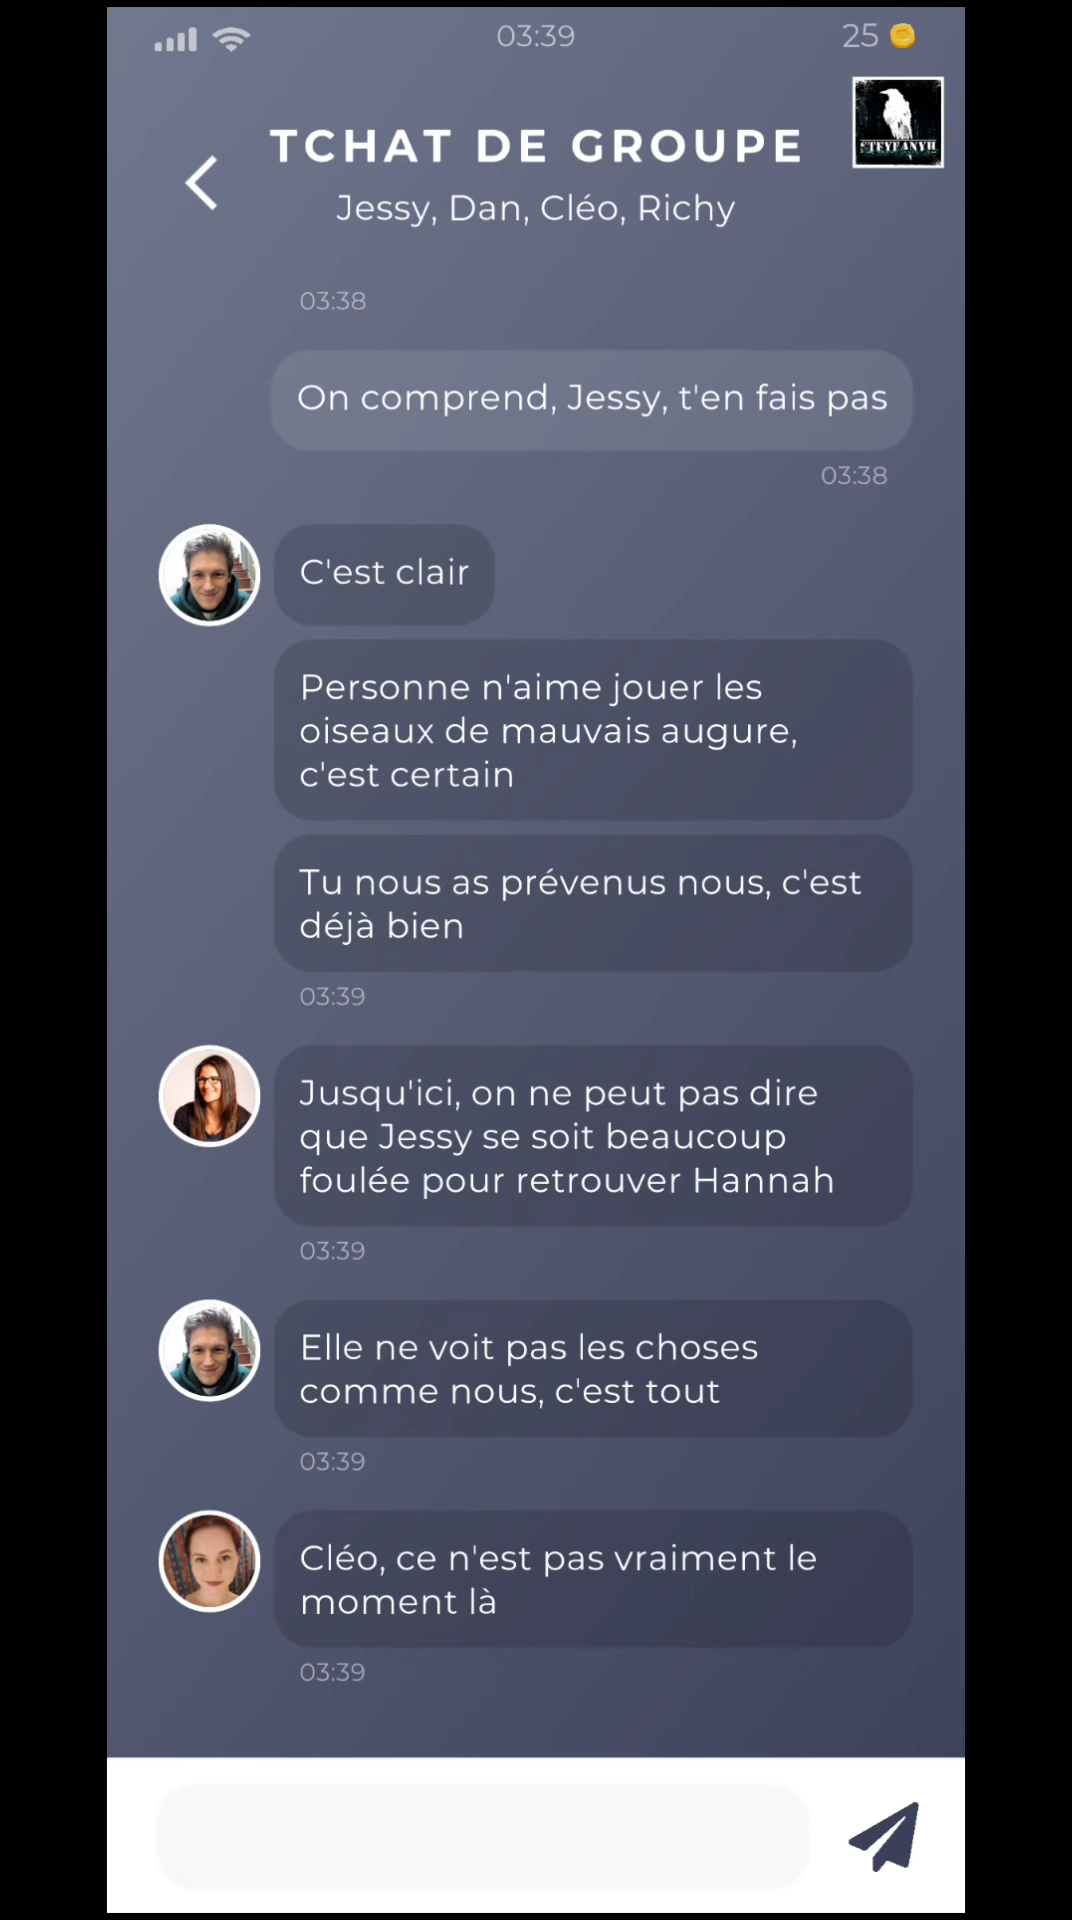 03:39
25
STEYFANYH
TCHAT DE GROUPE
Jessy, Dan, Cléo, Richy
03:38
On comprend, Jessy, t'en fais pas
03:38
C'est clair
Personne n'aime jouer les
oiseaux de mauvais augure,
c'est certain
Tu nous as prévenus nous, c'est
déjà bien
03:39
Jusqu'ici, on ne peut pas dire
que Jessy se soit beaucoup
foulée pour retrouver Hannah
03:39
Elle ne voit pas les choses
comme nous, c'est tout
03:39
Cléo, ce n'est pas vraiment le
moment là
03:39